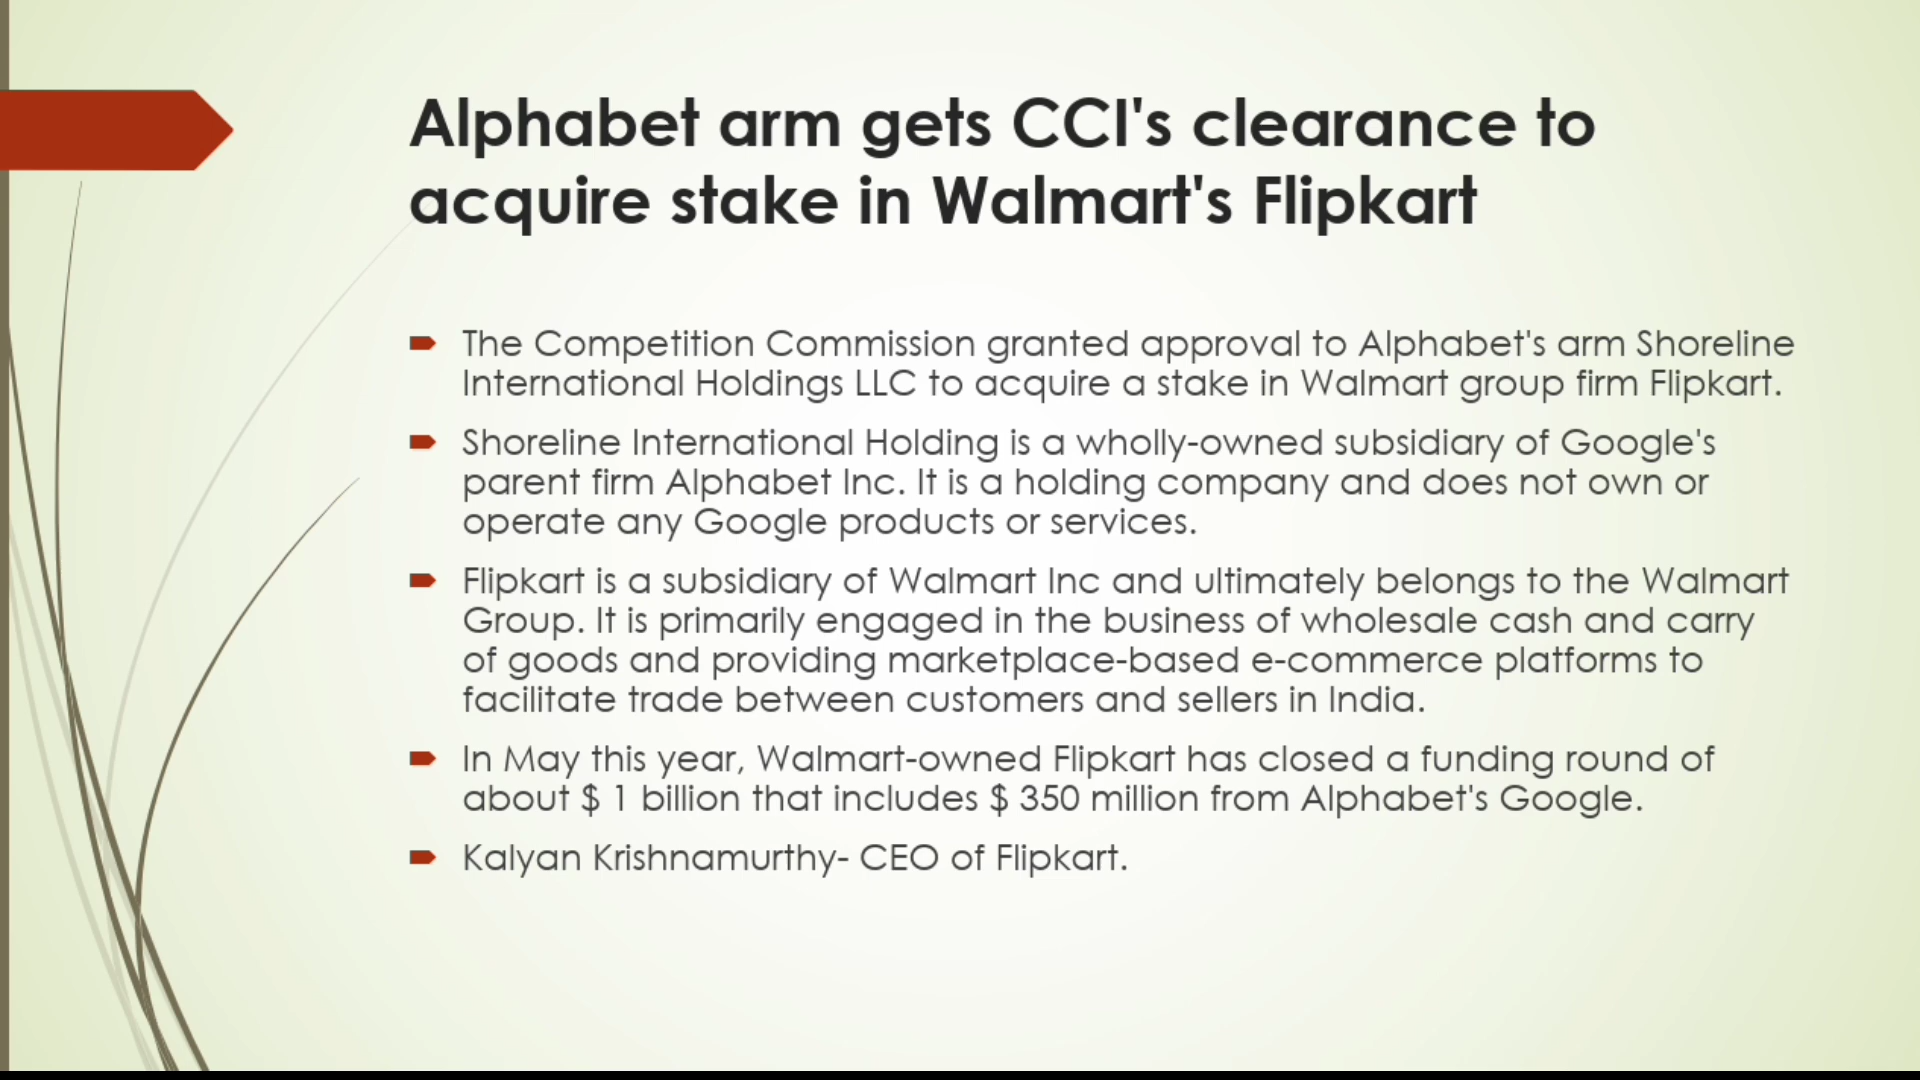 Alphabet arm gets CCI's clearance to
acquire stake in Walmart's Flipkart
The Competition Commission granted approval to Alphabet's arm Shoreline
International Holdings LLC to acquire a stake in Walmart group firm Flipkart.
Shoreline International Holding is a wholly-owned subsidiary of Google's
parent firm Alphabet Inc. It is a holding company and does not own or
operate any Google products or services.
Flipkart is a subsidiary of Walmart Inc and ultimately belongs to the Walmart
Group. It is primarily engaged in the business of wholesale cash and carry
of goods and providing marketplace-based e-commerce platforms to
facilitate trade between customers and sellers in India.
In May this year, Walmart-owned Flipkart has closed a funding round of
about $ 1 billion that includes $ 350 million from Alphabet's Google.
Kalyan Krishnamurthy- CEO of Flipkart.